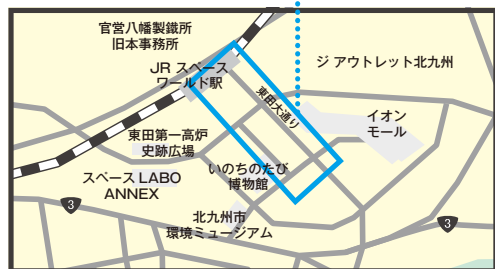 官営八幡製鐵所
旧本事務所
JR スペース
ワールド駅
ジ アウトレット北九州
東田大通り
イオン
モール
東田第一高炉
史跡広場
いのちのたび
博物館
スペース LABO
ANNEX
3
北九州市
環境ミュージアム
3